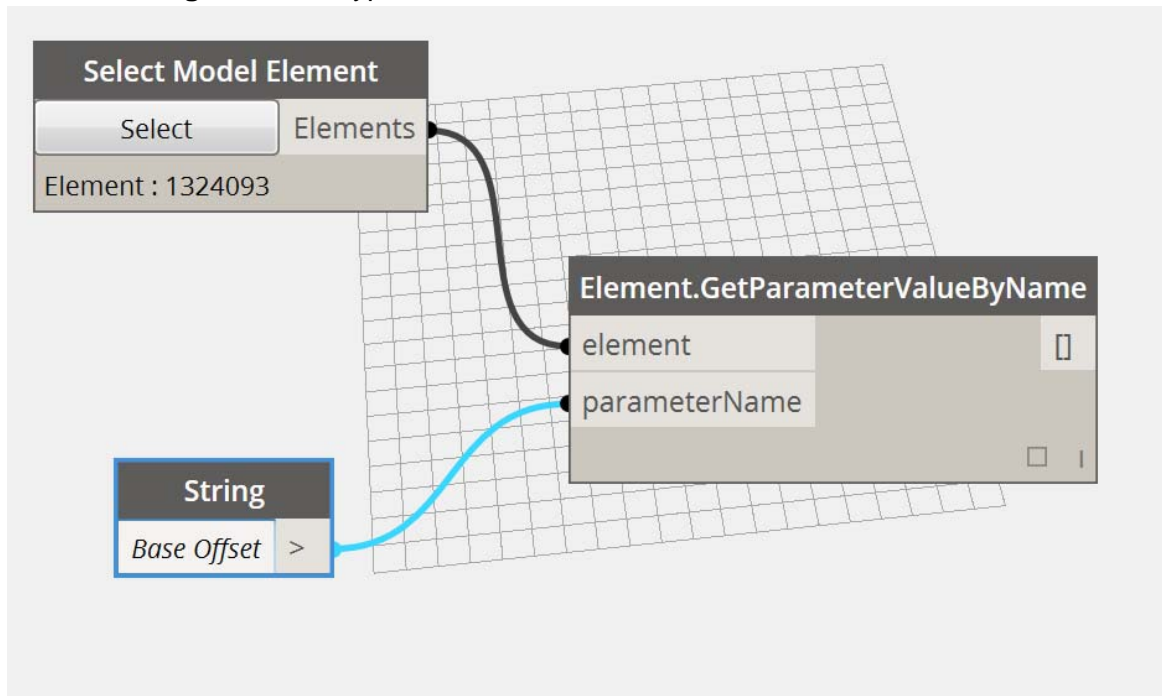 Select Model Element
Select
Elements
Element : 1324093
Element.GetParameterValueByName
element
[]
parameterName
String
Base Offset
>